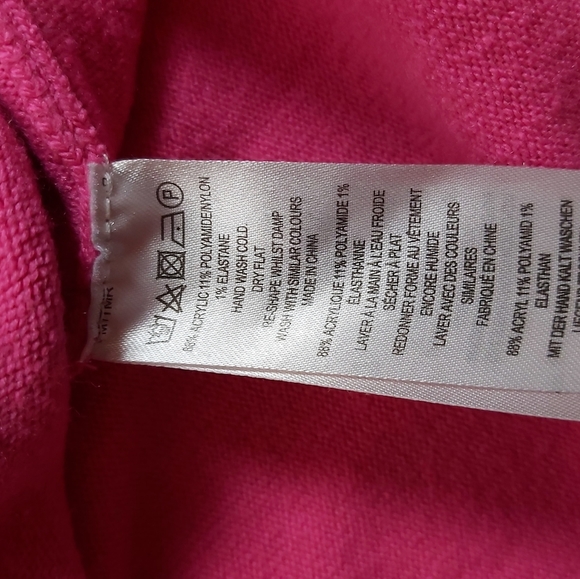 P
88% ACRYLIC 11% POLYAMIDE/NYLON
1% ELASTANE
HAND WASH COLD
DRY FLAT
RE-SHAPE WHILST DAMP
WASH WITH SIMILAR COLOURS
MADE IN CHINA
88% ACRYLIQUE 11% POLYAMIDE 1%
ELASTHANNE
LAVER À LA MAIN À L'EAU FROIDE
SÉCHER À PLAT
REDONNER FORME AU VÊTEMENT
ENCORE HUMIDE
LAVER AVEC DES COULEURS
SIMILAIRES
FABRIQUÉ EN CHINE
88% ACRYL 11% POLYAMID 1%
ELASTHAN
MIT DER HAND KALT WASCHEN